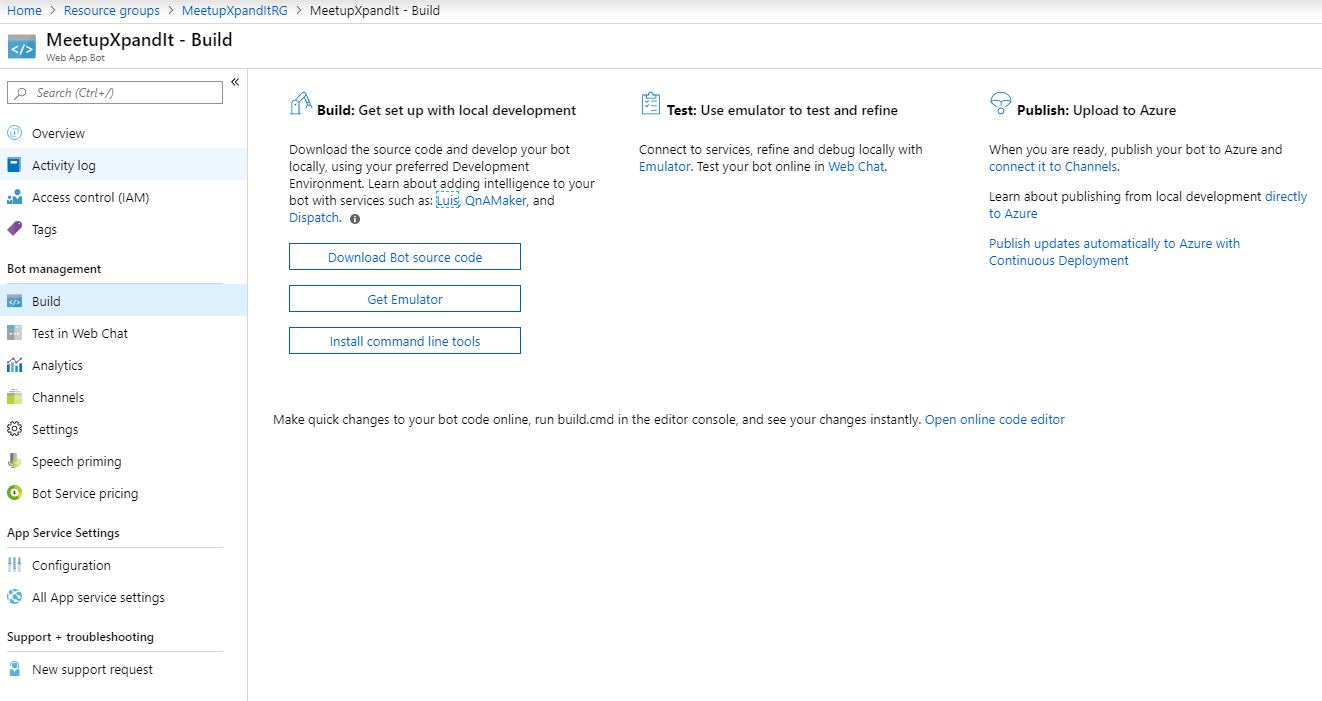 Home > Resource groups > MeetupXpandItRG > MeetupXpandIt - Build
MeetupXpandIt - Build
Web App Bot
Search (Ctrl+/)
«
Overview
Activity log
Access control (IAM)
Tags
Bot management
Build
Test in Web Chat
Analytics
Channels
Settings
Speech priming
Bot Service pricing
App Service Settings
Configuration
All App service settings
Support + troubleshooting
New support request
Build: Get set up with local development
Download the source code and develop your bot
locally, using your preferred Development
Environment. Learn about adding intelligence to your
bot with services such as: Luis, QnAMaker, and
Dispatch.
Download Bot source code
Get Emulator
Install command line tools
Test: Use emulator to test and refine
Connect to services, refine and debug locally with
Emulator. Test your bot online in Web Chat.
Publish: Upload to Azure
When you are ready, publish your bot to Azure and
connect it to Channels.
Learn about publishing from local development directly
to Azure
Publish updates automatically to Azure with
Continuous Deployment
Make quick changes to your bot code online, run build.cmd in the editor console, and see your changes instantly. Open online code editor